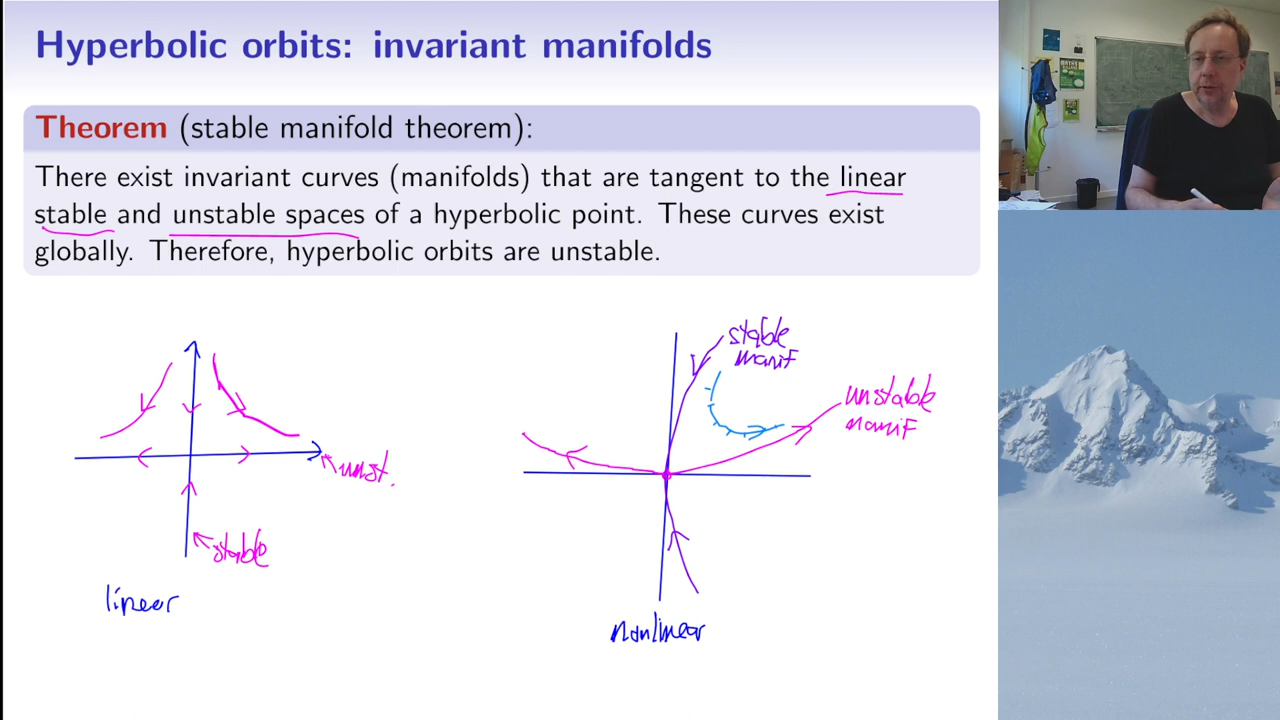 Hyperbolic orbits: invariant manifolds
Theorem (stable manifold theorem):
There exist invariant curves (manifolds) that are tangent to the linear
stable and unstable spaces of a hyperbolic point. These curves exist
globally. Therefore, hyperbolic orbits are unstable.
stable
manif
unstable
manif
unst.
stable
linear
nonlinear